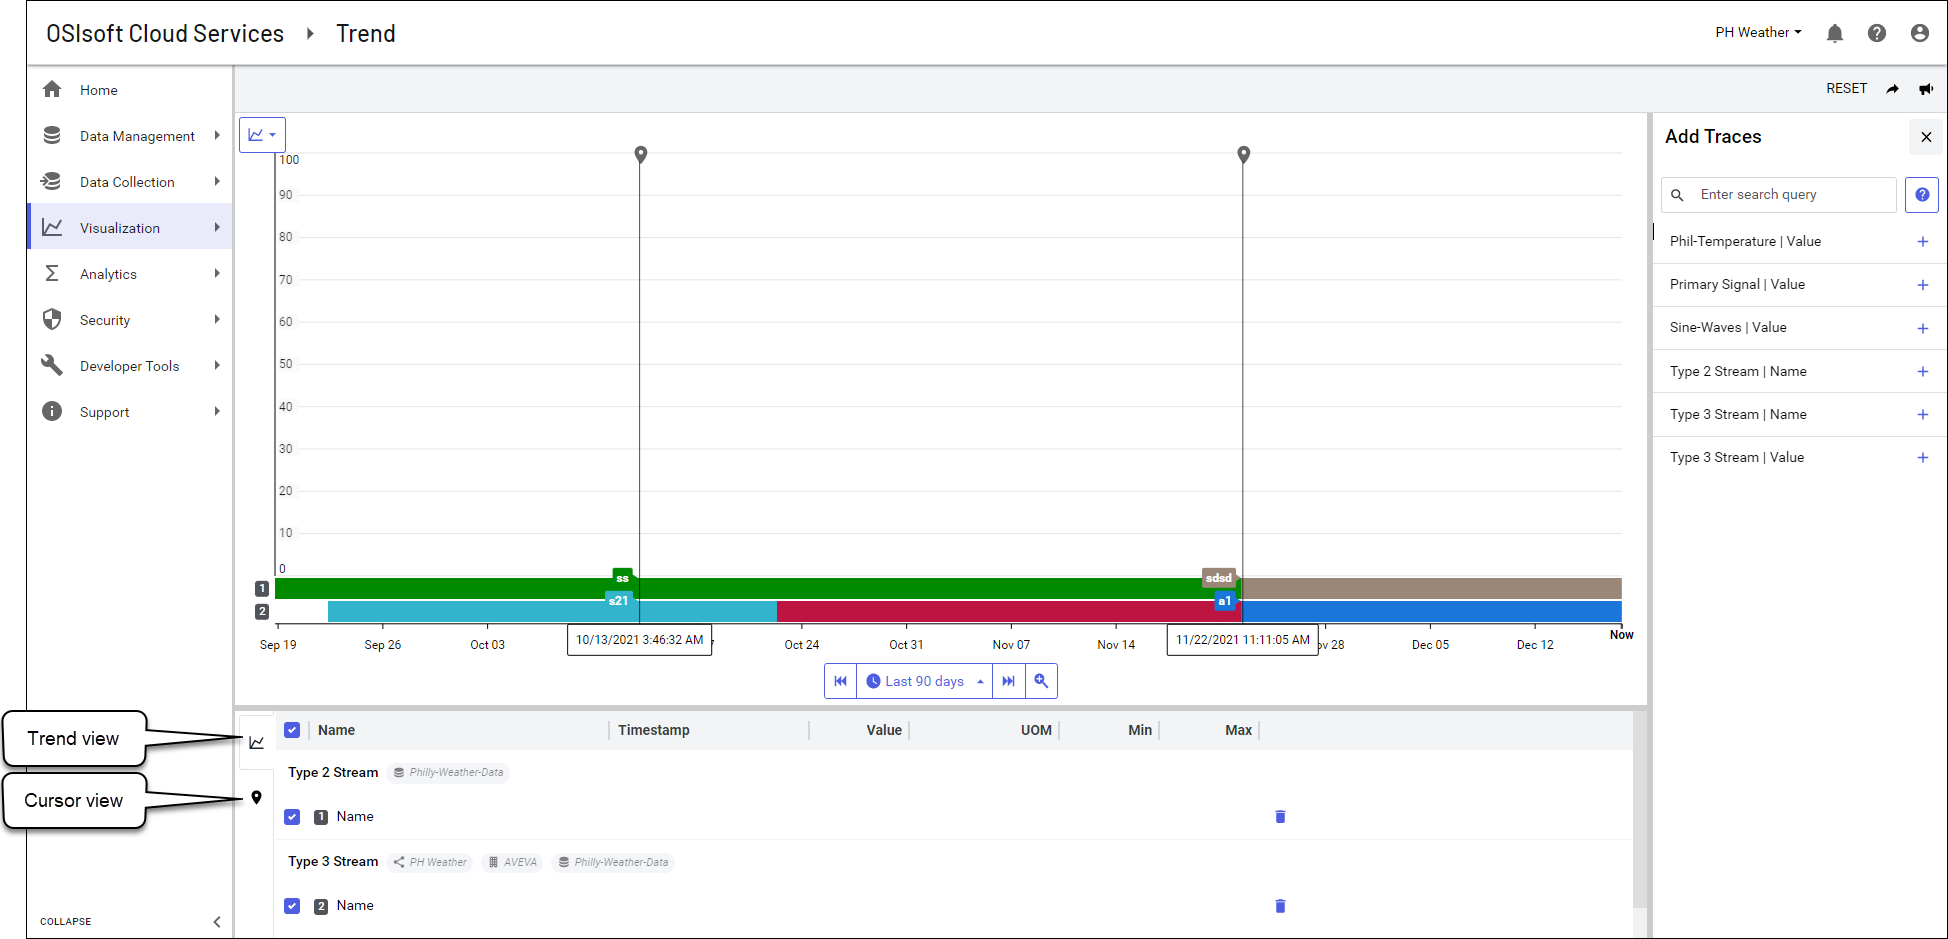 OSIsoft Cloud Services Trend
PH Weather
Home
Data Management
Data Collection
Visualization
Analytics
Security
Developer Tools
Support
COLLAPSE
RESET
100
90
80
70
60
50
40
30
20
10
0
ss
sdsd
1
s21
a1
2
Sep 19
Sep 26
Oct 03
10/13/2021 3:46:32 AM
Oct 24
Oct 31
Nov 07
Nov 14
11/22/2021 11:11:05 AM
ov 28
Dec 05
Dec 12
Now
Last 90 days
Add Traces
Enter search query
Phil-Temperature | Value
Primary Signal | Value
Sine-Waves | Value
Type 2 Stream | Name
Type 3 Stream | Name
Type 3 Stream | Value
Trend view
Cursor view
Name Timestamp Value UOM Min Max
Type 2 Stream Philly-Weather-Data
1 Name
Type 3 Stream PH Weather AVEVA Philly-Weather-Data
2 Name